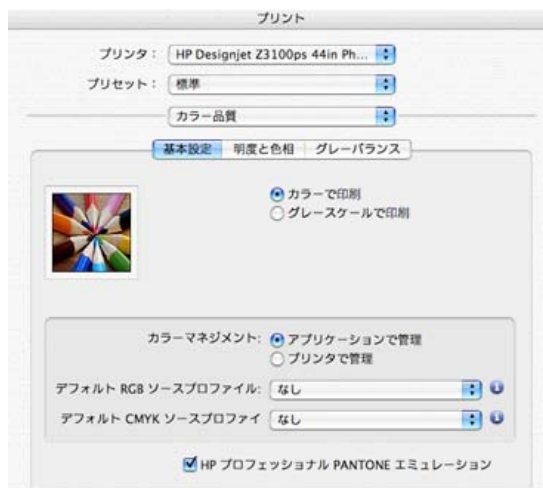 プリント
プリンタ： HP Designjet Z3100ps 44in Ph...
プリセット： 標準
カラー品質
基本設定 明度と色相 グレーバランス
カラーで印刷
グレースケールで印刷
カラーマネジメント: アプリケーションで管理
プリンタで管理
デフォルト RGB ソースプロファイル: なし
デフォルト CMYK ソースプロファイ なし
HP プロフェッショナル PANTONE エミュレーション